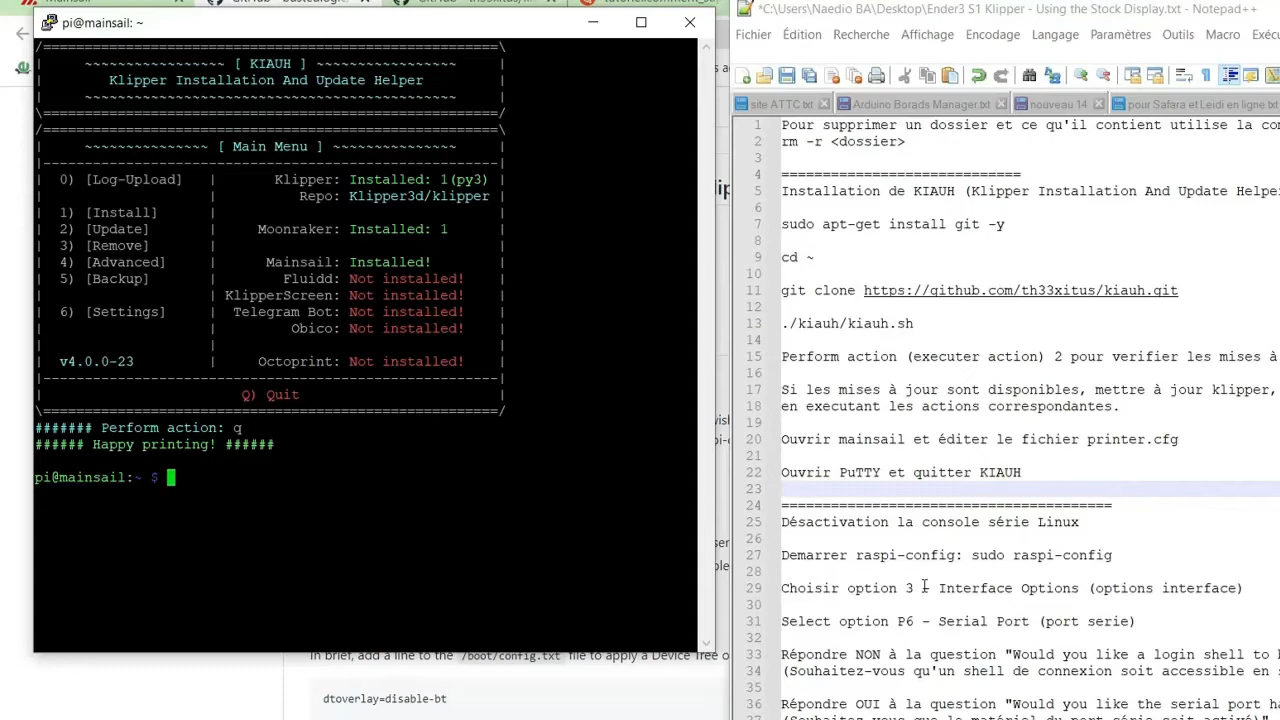 pi@mainsail: ~
/=======================================================\
| ~~~~~~~~~~~~~~~~~ [ KIAUH ] ~~~~~~~~~~~~~~~~~ |
| Klipper Installation And Update Helper |
| ~~~~~~~~~~~~~~~~~~~~~~~~~~~~~~~~~~~~~~~~~~~~~ |
\=======================================================/
/=======================================================\
| ~~~~~~~~~~~~~~~ [ Main Menu ] ~~~~~~~~~~~~~~~ |
|-------------------------------------------------------|
| 0) [Log-Upload] | Klipper: Installed: 1(py3) |
| | Repo: Klipper3d/klipper |
| 1) [Install] | |
| 2) [Update] | Moonraker: Installed: 1 |
| 3) [Remove] | |
| 4) [Advanced] | Mainsail: Installed! |
| 5) [Backup] | Fluidd: Not installed! |
| | KlipperScreen: Not installed! |
| 6) [Settings] | Telegram Bot: Not installed! |
| | Obico: Not installed! |
| | |
| v4.0.0-23 | Octoprint: Not installed! |
|-------------------------------------------------------|
| Q) Quit |
\=======================================================/
####### Perform action: q
###### Happy printing! ######
pi@mainsail:~ $
In brief, add a line to the /boot/config.txt file to apply a Device Tree o
dtoverlay=disable-bt
*C:\Users\Naedio BA\Desktop\Ender3 S1 Klipper - Using the Stock Display.txt - Notepad++
Fichier Édition Recherche Affichage Encodage Langage Paramètres Outils Macro Exéc
site ATTC.txt Arduino Borads Manager.txt nouveau 14 pour Safara et Leidi en ligne.txt
1 Pour supprimer un dossier et ce qu'il contient utilise la co
2 rm -r <dossier>
3
4 =============================
5 Installation de KIAUH (Klipper Installation And Update Helper
6
7 sudo apt-get install git -y
8
9 cd ~
10
11 git clone https://github.com/th33xitus/kiauh.git
12
13 ./kiauh/kiauh.sh
14
15 Perform action (executer action) 2 pour verifier les mises à
16
17 Si les mises à jour sont disponibles, mettre à jour klipper,
18 en executant les actions correspondantes.
19
20 Ouvrir mainsail et éditer le fichier printer.cfg
21
22 Ouvrir PuTTY et quitter KIAUH
23
24 ========================================
25 Désactivation la console série Linux
26
27 Demarrer raspi-config: sudo raspi-config
28
29 Choisir option 3 - Interface Options (options interface)
30
31 Select option P6 - Serial Port (port serie)
32
33 Répondre NON à la question "Would you like a login shell to b
34 (Souhaitez-vous qu'un shell de connexion soit accessible en s
35
36 Répondre OUI à la question "Would you like the serial port ha